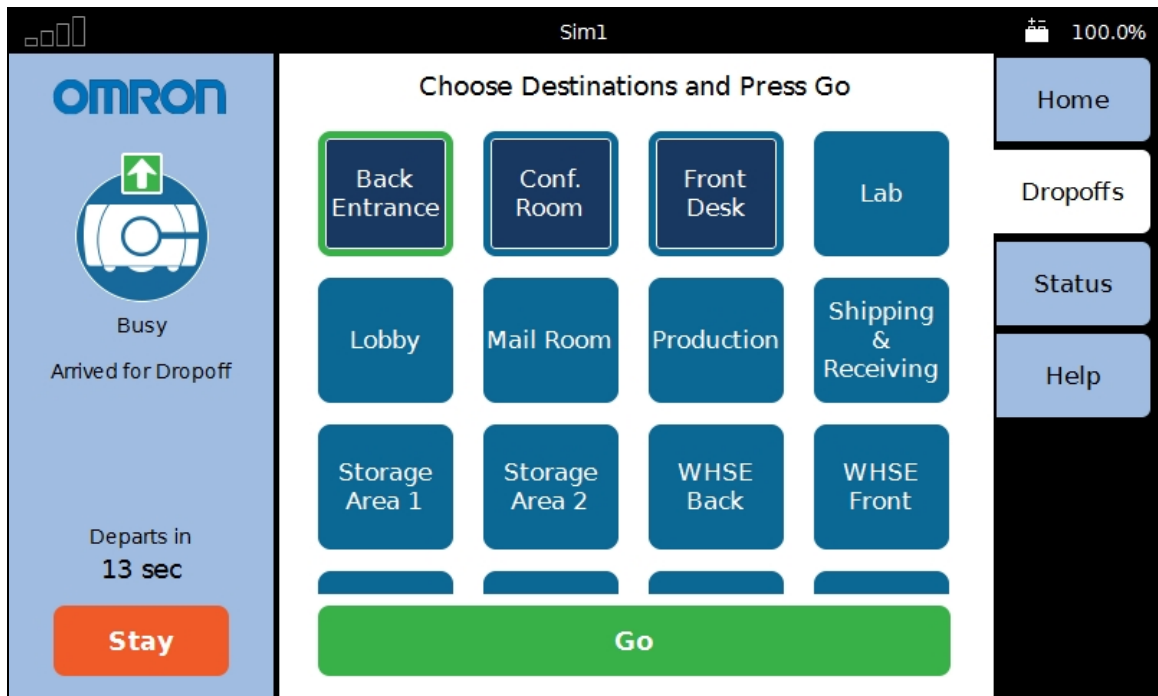 Sim1
100.0%
OMRON
Busy
Arrived for Dropoff
Departs in
13 sec
Stay
Choose Destinations and Press Go
Back
Entrance
Conf.
Room
Front
Desk
Lab
Lobby
Mail Room
Production
Shipping
&
Receiving
Storage
Area 1
Storage
Area 2
WHSE
Back
WHSE
Front
Go
Home
Dropoffs
Status
Help